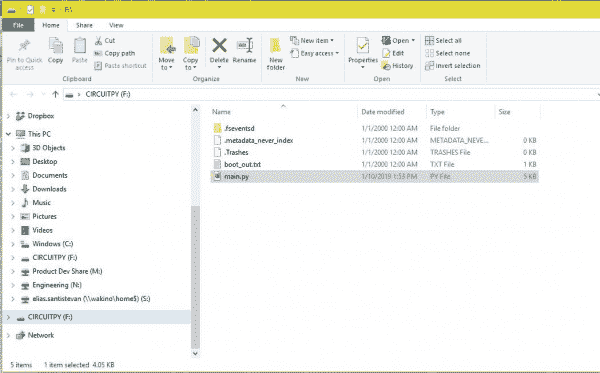 F:\
File Home Share View
Pin to Quick access
Copy
Paste
Cut
Copy path
Paste shortcut
Clipboard
Move to
Copy to
Delete
Rename
Organize
New folder
New item
Easy access
New
Properties
Open
Edit
History
Open
Select all
Select none
Invert selection
Select
CIRCUITPY (F:)
Name Date modified Type Size
.fseventsd 1/1/2000 12:00 AM File folder
.metadata_never_index 1/1/2000 12:00 AM METADATA_NEVE... 0 KB
.Trashes 1/1/2000 12:00 AM TRASHES File 0 KB
boot_out.txt 1/1/2000 12:00 AM TXT File 1 KB
main.py 1/10/2019 1:53 PM PY File 5 KB
Dropbox
This PC
3D Objects
Desktop
Documents
Downloads
Music
Pictures
Videos
Windows (C:)
CIRCUITPY (F:)
Product Dev Share (M:)
Engineering (N:)
elias.santistevan (\\wakino\home$) (S:)
CIRCUITPY (F:)
Network
5 items 1 item selected 4.05 KB